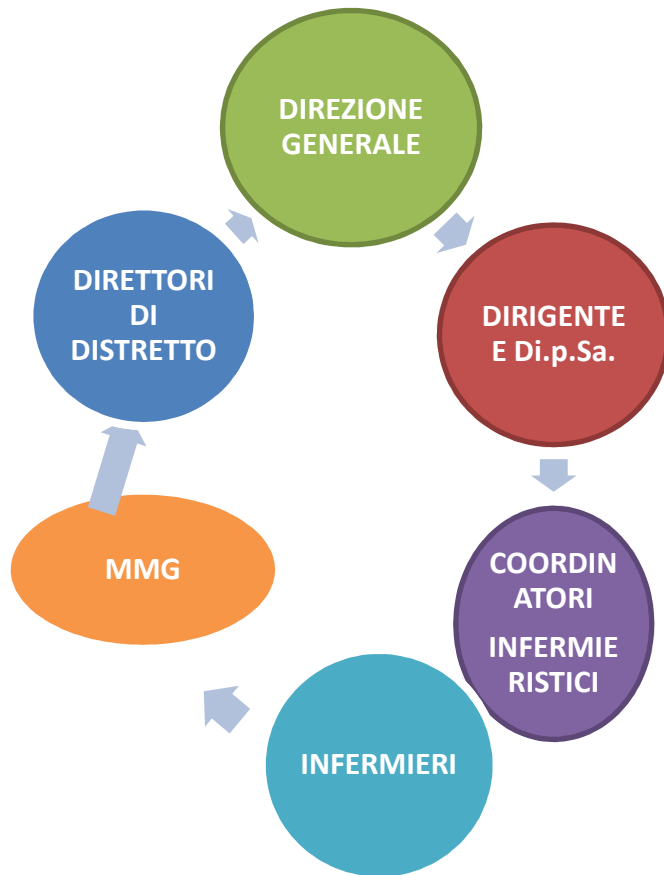 DIREZIONE
GENERALE
DIRIGENTE
E Di.p.Sa.
COORDIN
ATORI
INFERMIE
RISTICI
INFERMIERI
MMG
DIRETTORI
DI
DISTRETTO